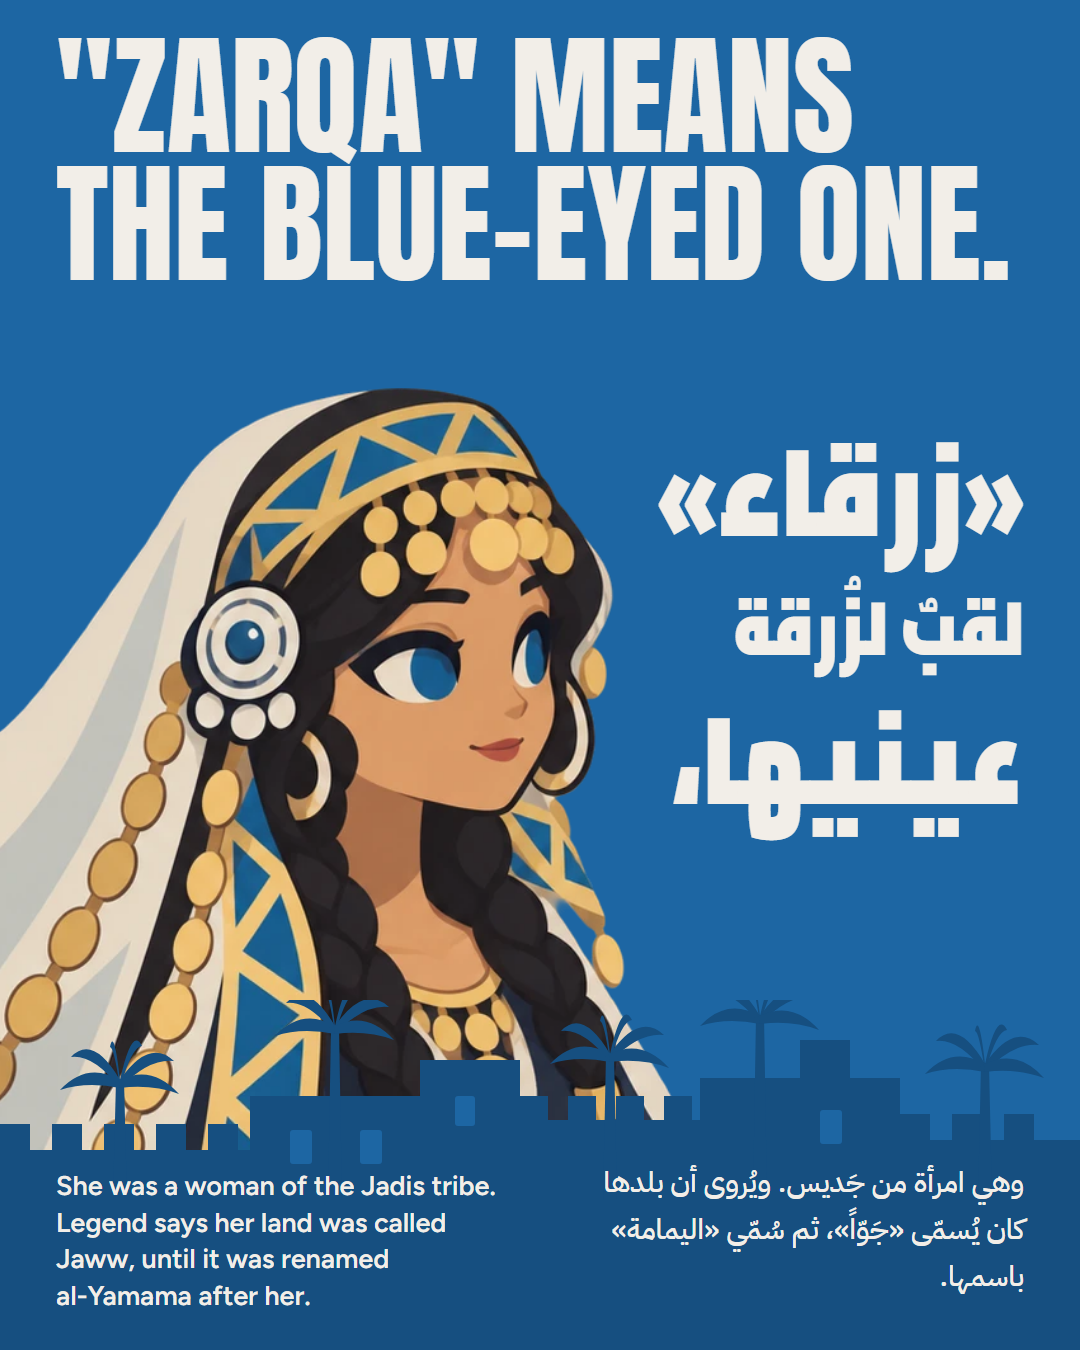 "ZARQA" MEANS
THE BLUE-EYED ONE.
«زرقاء»
لقبٌ لزُرقة
عينيها،
She was a woman of the Jadis tribe.
Legend says her land was called
Jaww, until it was renamed
al-Yamama after her.
وهي امرأة من جَديس. ويُروى أن بلدها
كان يُسمّى «جَوّاً»، ثم سُمّي «اليمامة»
باسمها.